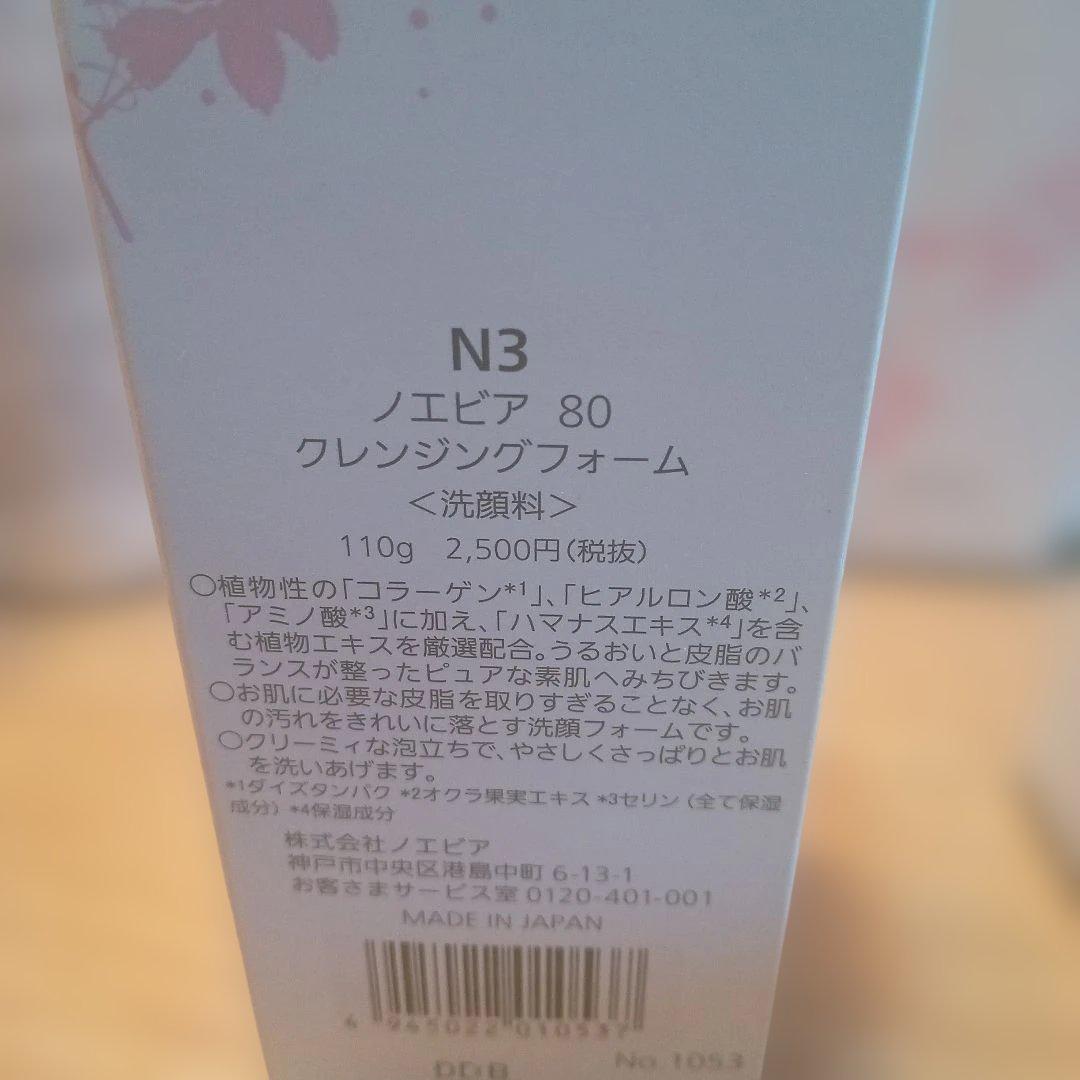 N3
ノエビア 80
クレンジングフォーム
＜洗顔料＞
110g 2,500円(税抜)
○植物性の「コラーゲン*1」、「ヒアルロン酸*2」、
「アミノ酸*3」に加え、「ハマナスエキス*4」を含
む植物エキスを厳選配合。うるおいと皮脂のバ
ランスが整ったピュアな素肌へみちびきます。
○お肌に必要な皮脂を取りすぎることなく、お肌
の汚れをきれいに落とす洗顔フォームです。
○クリーミィな泡立ちで、やさしくさっぱりとお肌
を洗いあげます。
*1ダイズタンパク *2オクラ果実エキス *3セリン (全て保湿
成分) *4保湿成分
株式会社ノエビア
神戸市中央区港島中町 6-13-1
お客さまサービス室 0120-401-001
MADE IN JAPAN
4 965022 010537
No.1053